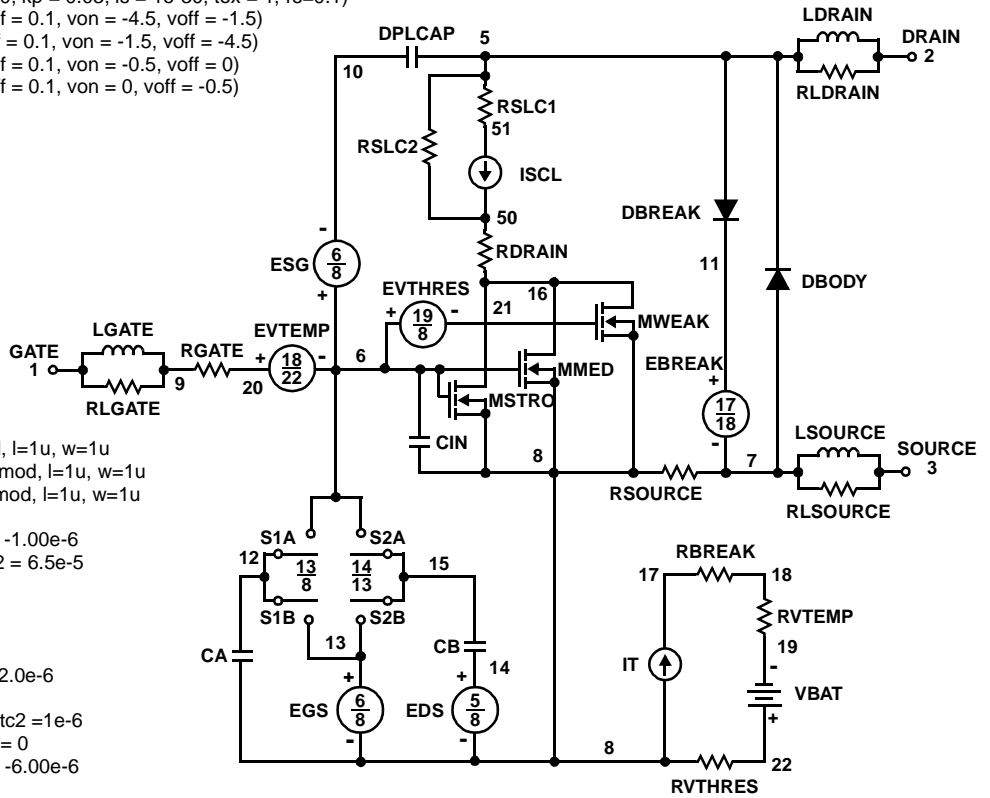 f = 0.1, von = -4.5, voff = -1.5)
= 0.1, von = -1.5, voff = -4.5)
f = 0.1, von = -0.5, voff = 0)
f = 0.1, von = 0, voff = -0.5)
DPLCAP
5
10
LDRAIN
DRAIN
2
RLDRAIN
RSLC1
51
RSLC2
ISCL
50
DBREAK
RDRAIN
ESG
6
8
-
+
11
DBODY
EVTHRES
+
19
8
-
21
16
MWEAK
LGATE
EVTEMP
GATE
1
RGATE
+
18
22
-
6
9
20
RLGATE
MMED
EBREAK
+
17
18
-
MSTRO
CIN
8
LSOURCE
SOURCE
3
7
RSOURCE
RLSOURCE
, l=1u, w=1u
mod, l=1u, w=1u
mod, l=1u, w=1u
-1.00e-6
2 = 6.5e-5
S1A
S2A
12
13
8
14
13
15
S1B
S2B
13
CA
CB
14
+
+
EGS
6
8
EDS
5
8
-
-
RBREAK
17
18
RVTEMP
19
IT
-
VBAT
+
8
22
RVTHRES
2.0e-6
tc2 =1e-6
= 0
-6.00e-6